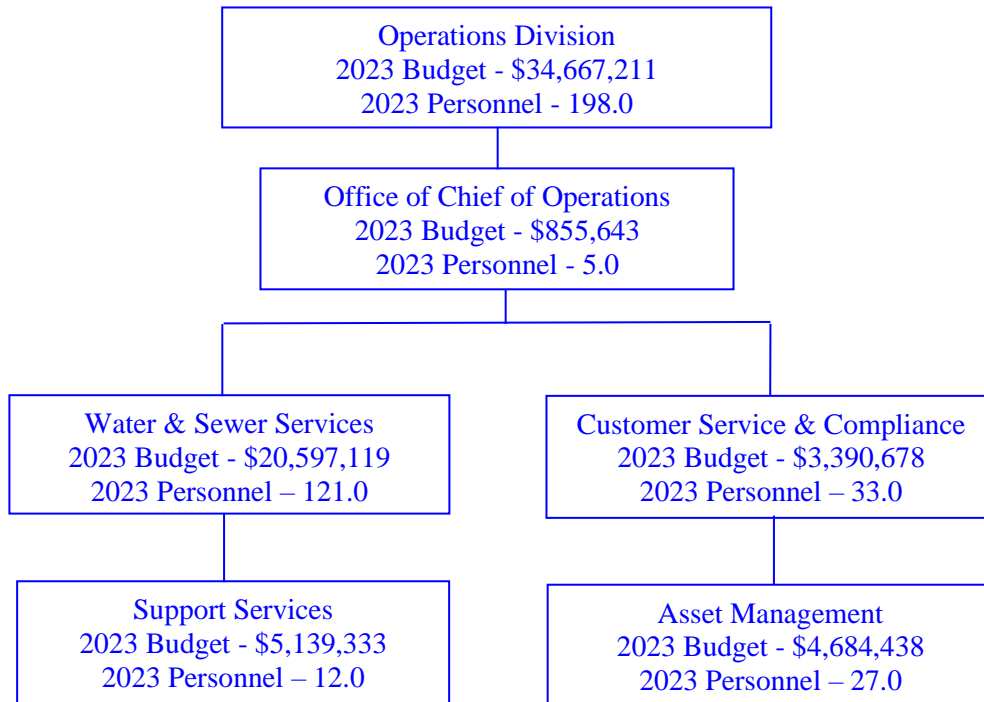 Operations Division
2023 Budget - $34,667,211
2023 Personnel - 198.0
Office of Chief of Operations
2023 Budget - $855,643
2023 Personnel - 5.0
Water & Sewer Services
2023 Budget - $20,597,119
2023 Personnel – 121.0
Customer Service & Compliance
2023 Budget - $3,390,678
2023 Personnel – 33.0
Support Services
2023 Budget - $5,139,333
2023 Personnel – 12.0
Asset Management
2023 Budget - $4,684,438
2023 Personnel – 27.0